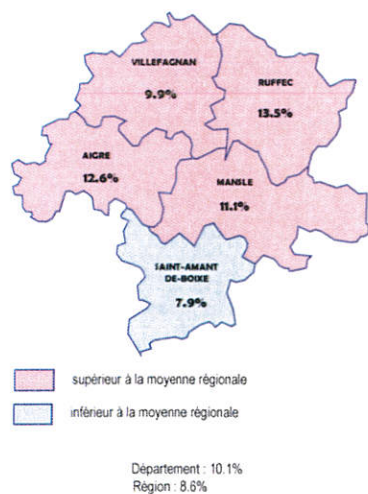 VILLEFAGNAN
9.9%
RUFFEC
13.5%
AIGRE
12.6%
MANSLE
11.1%
SAINT-AMANT
DE-BOIXE
7.9%
supérieur à la moyenne régionale
inférieur à la moyenne régionale
Département : 10.1%
Région : 8.6%